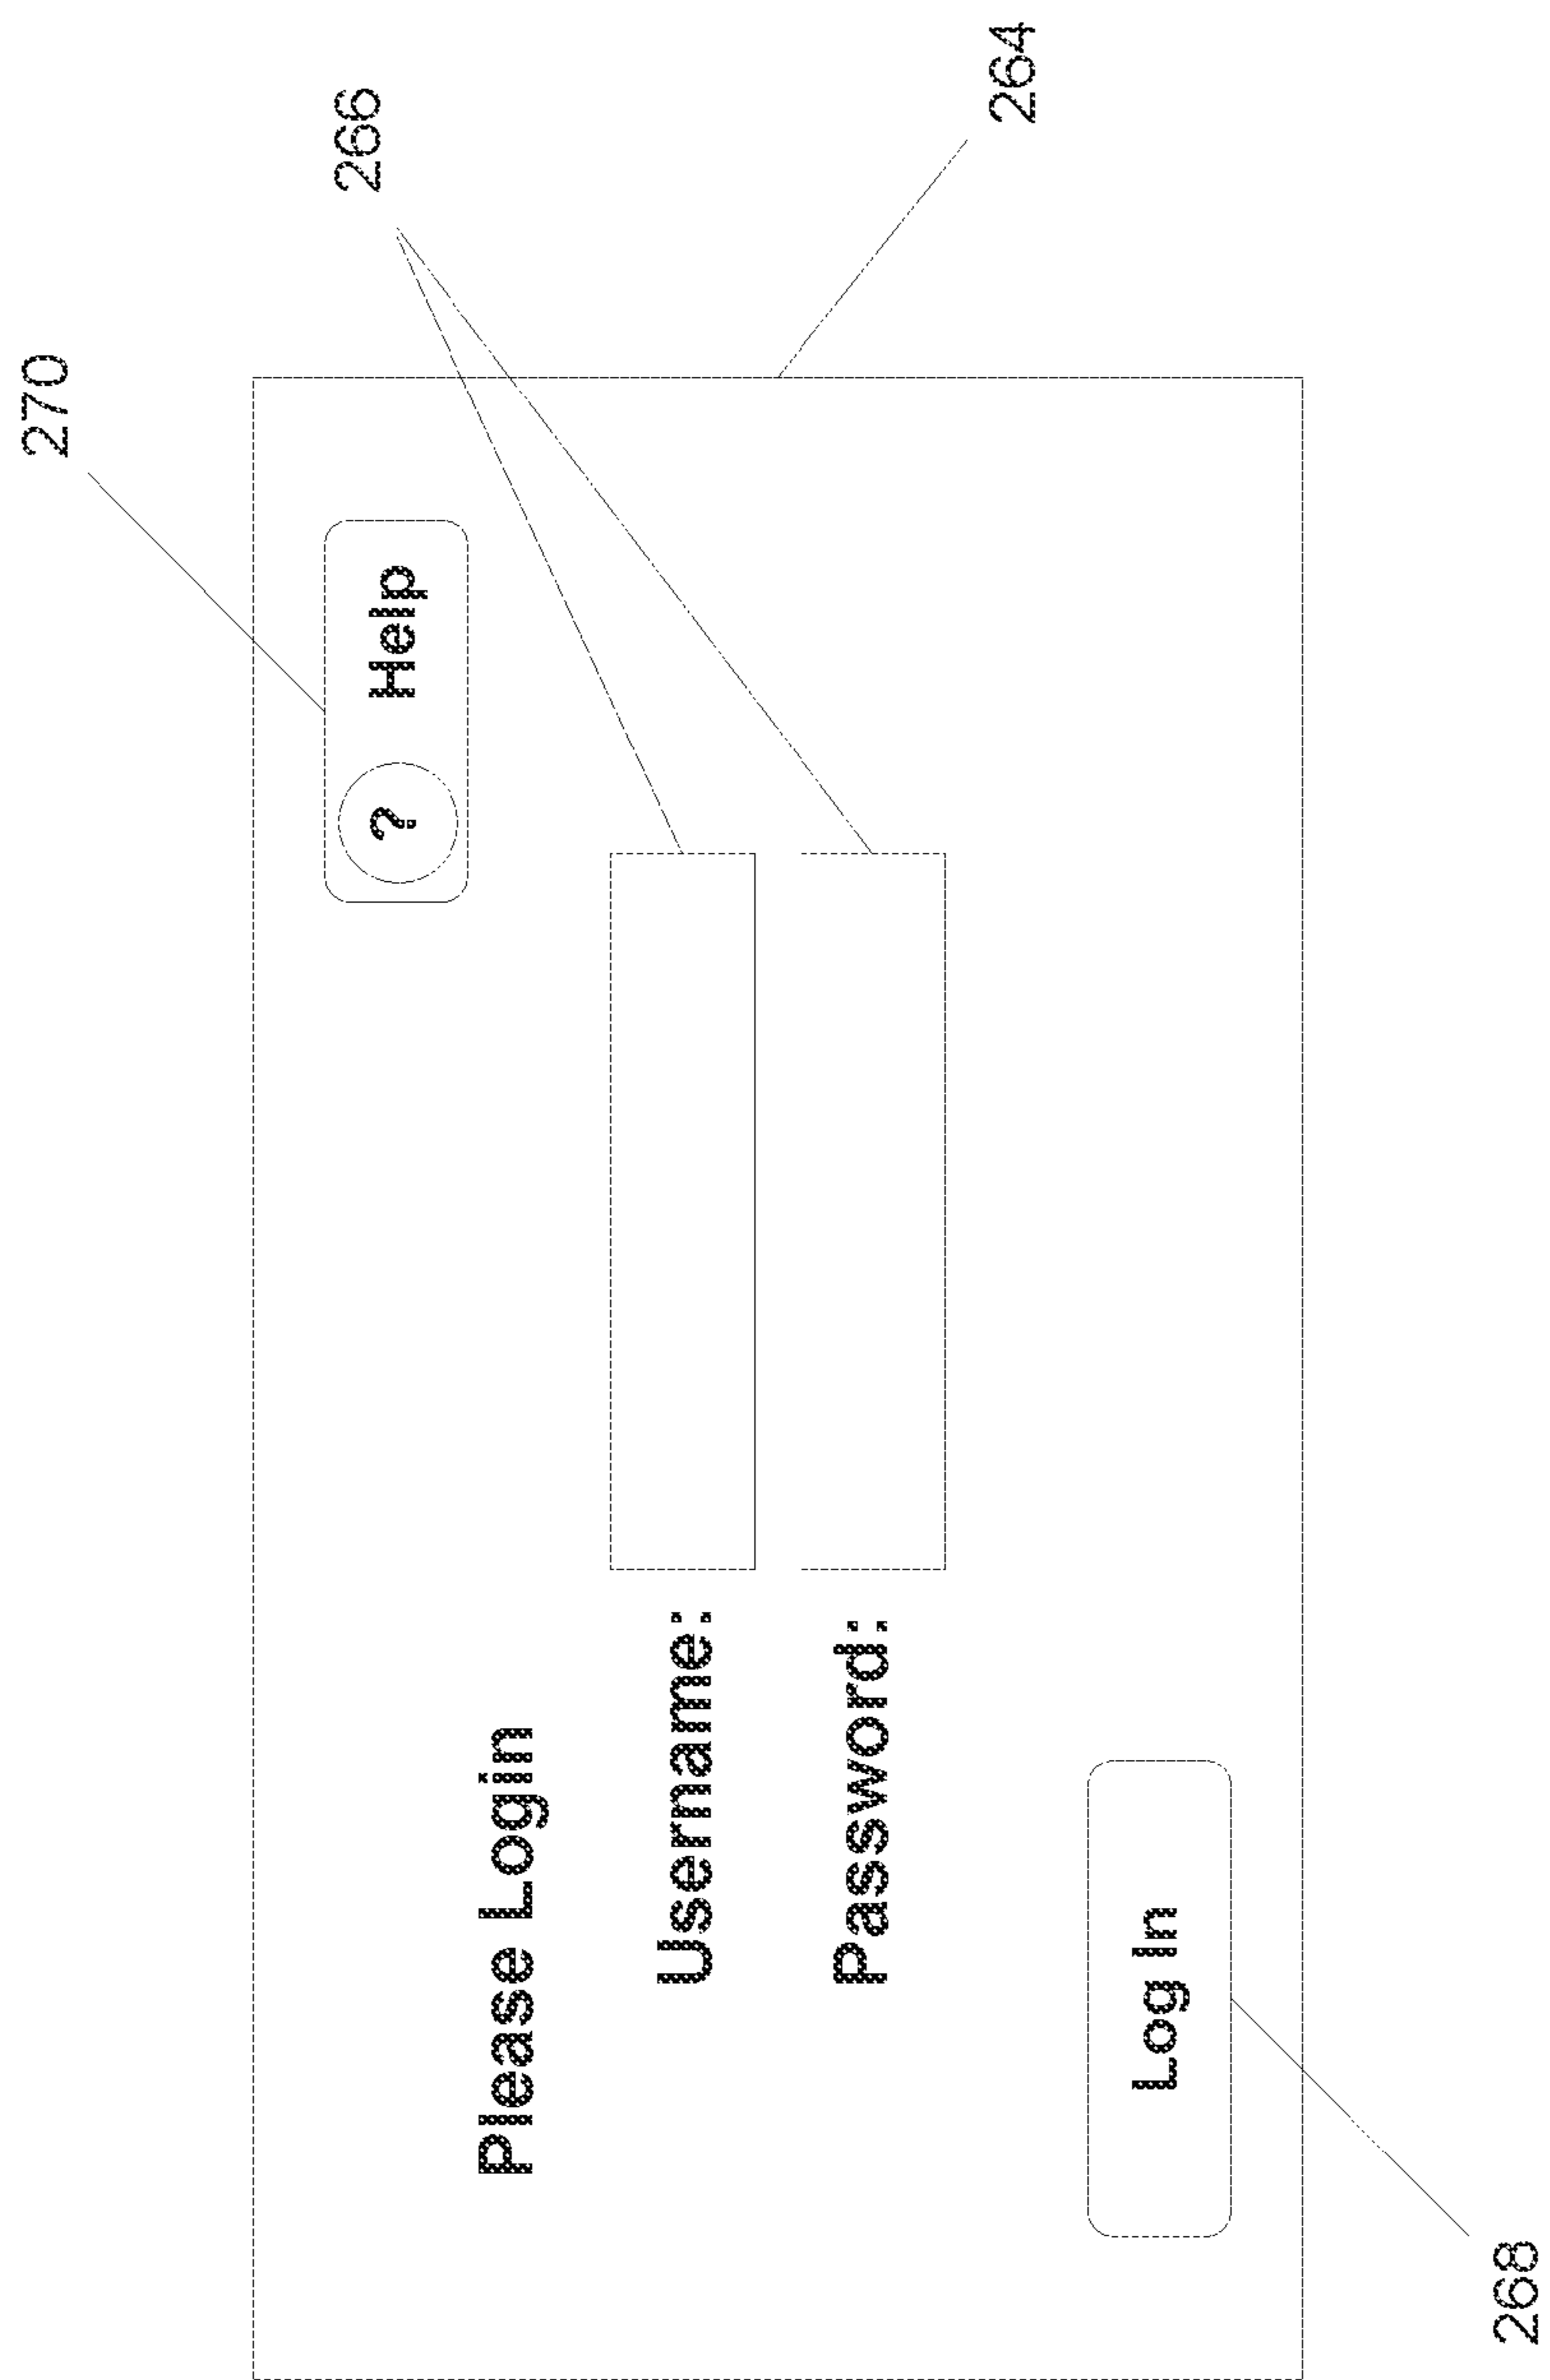 270
266
264
? Help
Please Login
Username:
Password:
Log In
268